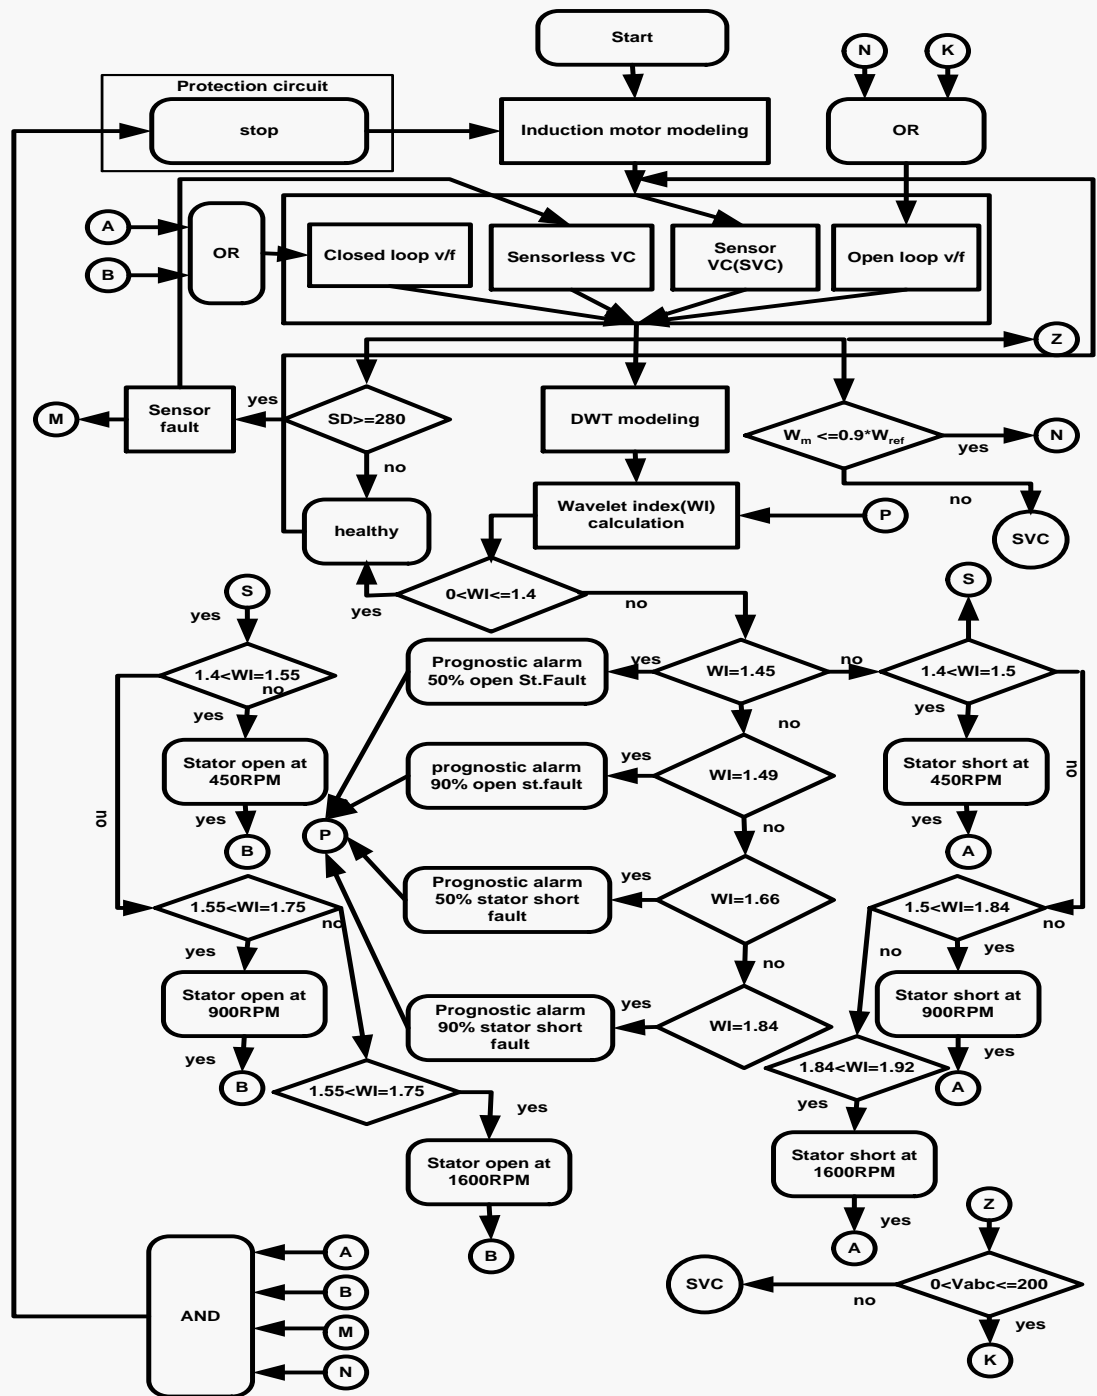 Start
N
K
Protection circuit
stop
Induction motor modeling
OR
A
B
OR
Closed loop v/f
Sensorless VC
Sensor
VC(SVC)
Open loop v/f
Z
M
Sensor
fault
yes
SD>=280
DWT modeling
Wm <=0.9*Wref
yes
N
no
no
healthy
Wavelet index(WI)
calculation
P
SVC
yes
0<WI<=1.4
no
S
yes
S
1.4<WI=1.55
no
Prognostic alarm
50% open St.Fault
yes
WI=1.45
no
1.4<WI=1.5
yes
no
yes
Stator open at
450RPM
prognostic alarm
90% open st.fault
yes
WI=1.49
Stator short at
450RPM
no
no
yes
B
P
no
yes
A
1.55<WI=1.75
no
Prognostic alarm
50% stator short
fault
yes
WI=1.66
1.5<WI=1.84
no
yes
no
no
yes
Stator open at
900RPM
Prognostic alarm
90% stator short
fault
yes
WI=1.84
Stator short at
900RPM
yes
B
yes
A
1.55<WI=1.75
yes
1.84<WI=1.92
yes
Stator open at
1600RPM
Stator short at
1600RPM
B
yes
A
Z
AND
A
B
M
N
SVC
no
0<Vabc<=200
yes
K